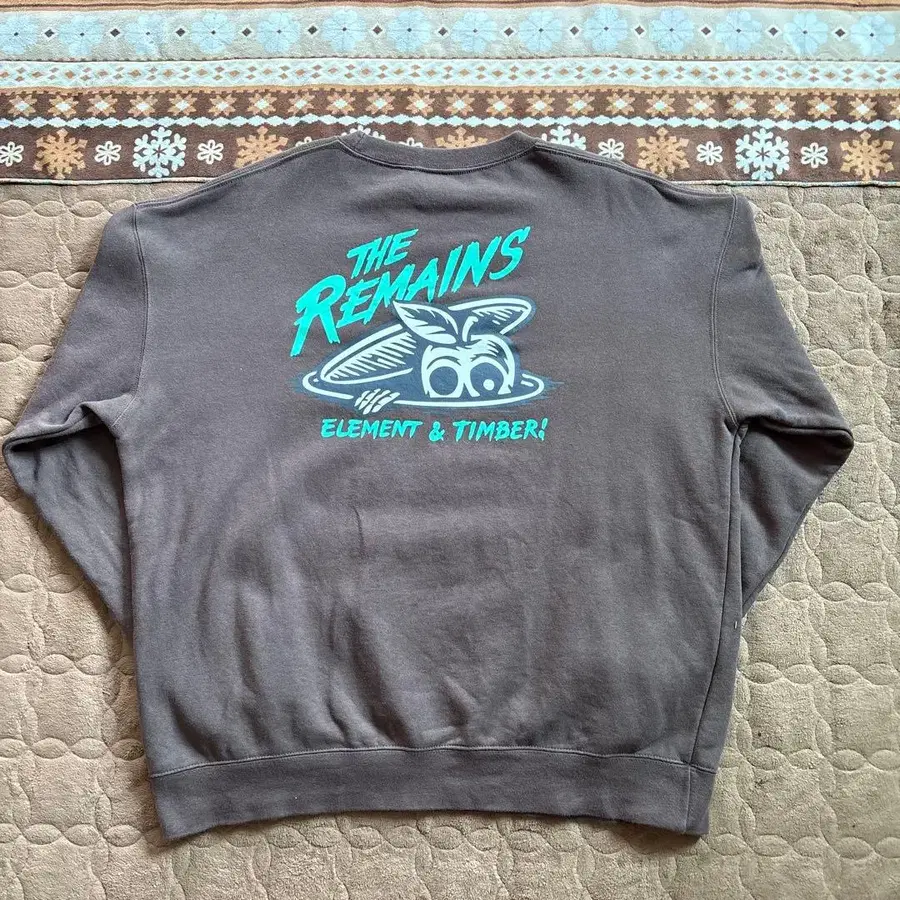 THE
REMAINS
ELEMENT & TIMBER!